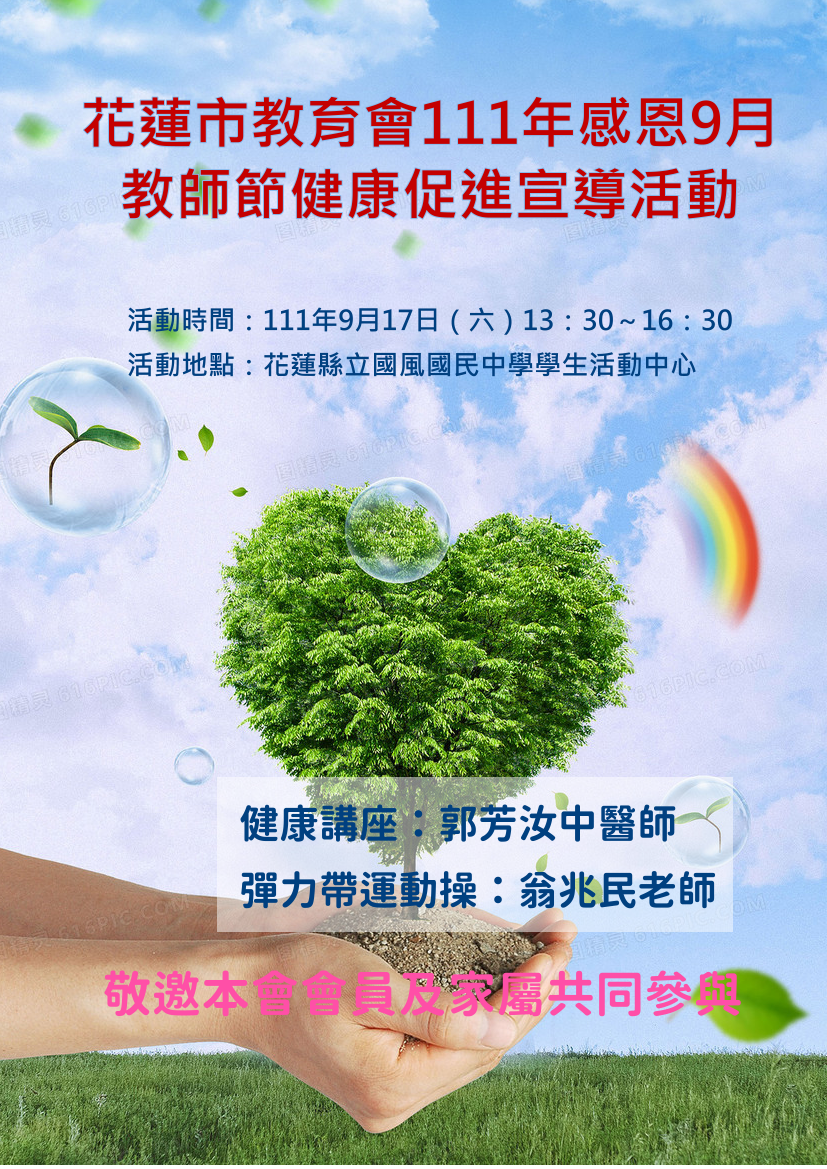 花蓮市教育會111年感恩9月
教師節健康促進宣導活動
活動時間：111年9月17日（六）13：30～16：30
活動地點：花蓮縣立國風國民中學學生活動中心
健康講座：郭芳汝中醫師
彈力帶運動操：翁兆民老師
敬邀本會會員及家屬共同參與